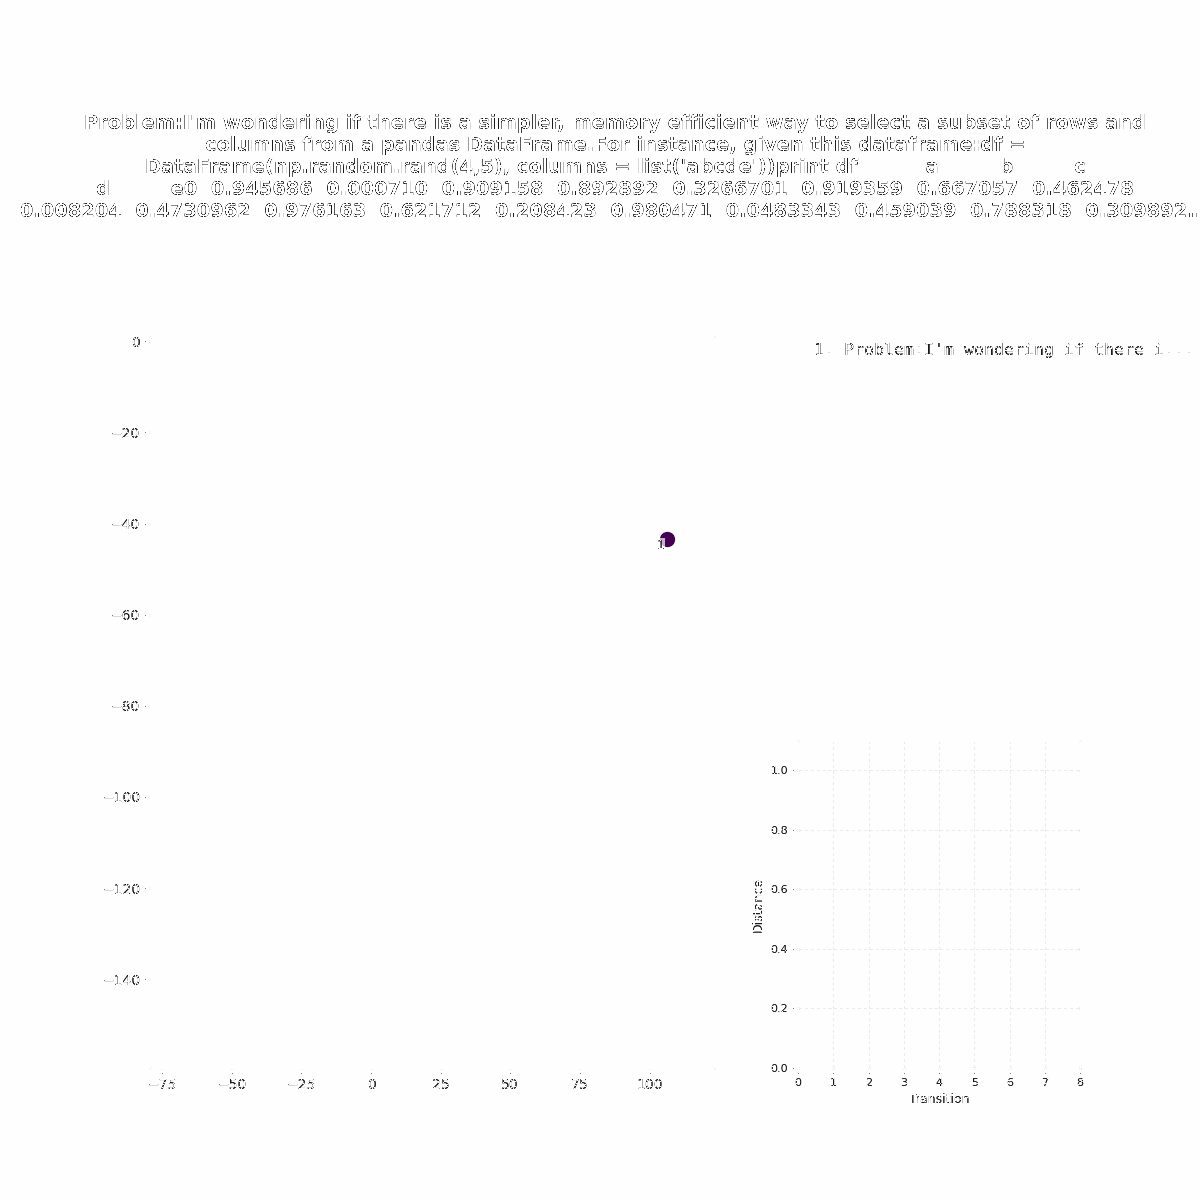 Problem:I'm wondering if there is a simpler, memory efficient way to select a subset of rows and
columns from a pandas DataFrame.For instance, given this dataframe:df =
DataFrame(np.random.rand(4,5), columns = list('abcde'))print df a b c
d e0 0.945686 0.000710 0.909158 0.892892 0.3266701 0.919359 0.667057 0.462478
0.008204 0.4730962 0.976163 0.621712 0.208423 0.980471 0.0483343 0.459039 0.788318 0.309892..
1. Problem:I'm wondering if there i...
0
−20
−40
−60
−80
−100
−120
−140
−75 −50 −25 0 25 50 75 100
1
1.0
0.8
0.6
0.4
0.2
0.0
Distance
0 1 2 3 4 5 6 7 8
Transition